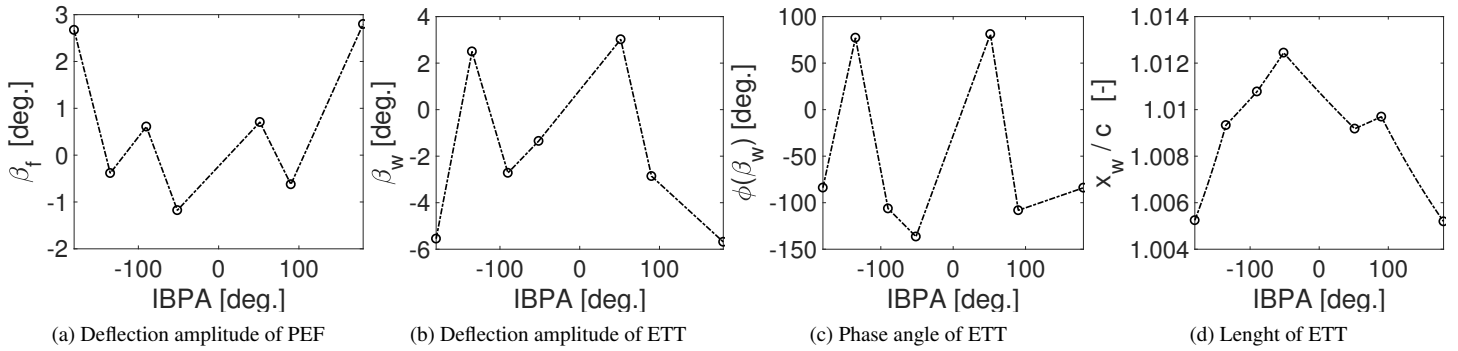 3
2
1
0
-1
-2
β_f [deg.]
-100 0 100
IBPA [deg.]
(a) Deflection amplitude of PEF
4
2
0
-2
-4
-6
β_w [deg.]
-100 0 100
IBPA [deg.]
(b) Deflection amplitude of ETT
100
50
0
-50
-100
-150
ϕ(β_w) [deg.]
-100 0 100
IBPA [deg.]
(c) Phase angle of ETT
1.014
1.012
1.01
1.008
1.006
1.004
x_w / c [-]
-100 0 100
IBPA [deg.]
(d) Lenght of ETT